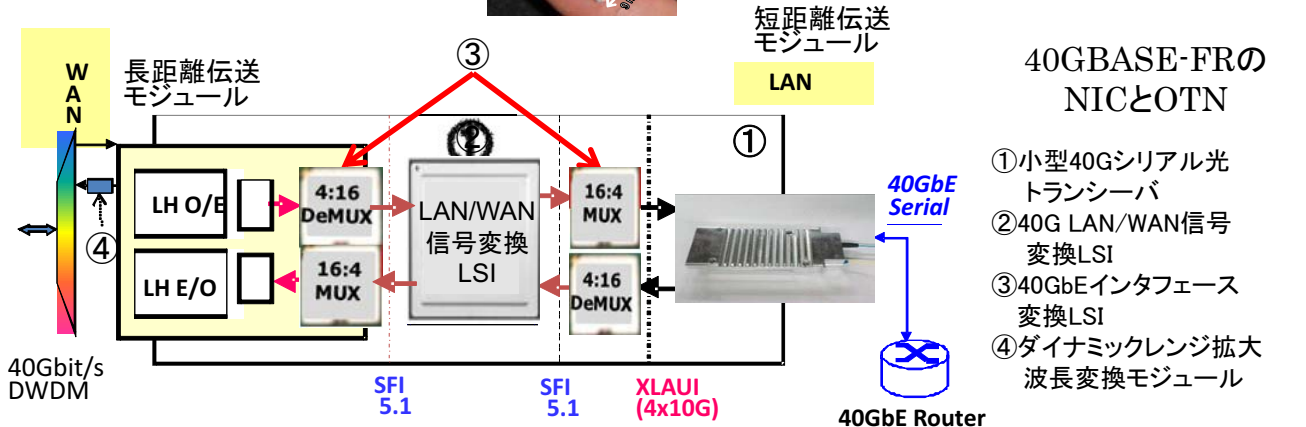 短距離伝送
モジュール
LAN
W
A
N
長距離伝送
モジュール
③
②
①
LH O/E
4:16
DeMUX
LAN/WAN
信号変換
LSI
16:4
MUX
40GbE
Serial
④
LH E/O
16:4
MUX
4:16
DeMUX
40Gbit/s
DWDM
SFI
5.1
SFI
5.1
XLAUI
(4x10G)
40GbE Router
40GBASE-FRの
NICとOTN
①小型40Gシリアル光
トランシーバ
②40G LAN/WAN信号
変換LSI
③40GbEインタフェース
変換LSI
④ダイナミックレンジ拡大
波長変換モジュール